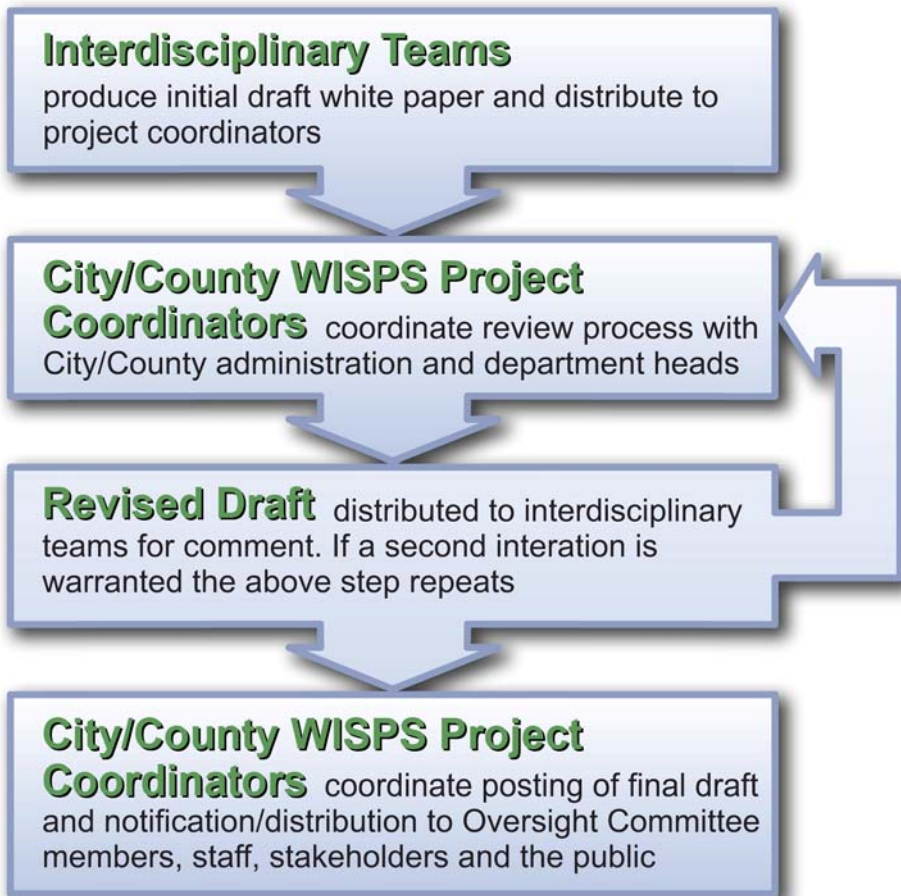 Interdisciplinary Teams
produce initial draft white paper and distribute to
project coordinators
City/County WISPS Project
Coordinators coordinate review process with
City/County administration and department heads
Revised Draft distributed to interdisciplinary
teams for comment. If a second interation is
warranted the above step repeats
City/County WISPS Project
Coordinators coordinate posting of final draft
and notification/distribution to Oversight Committee
members, staff, stakeholders and the public